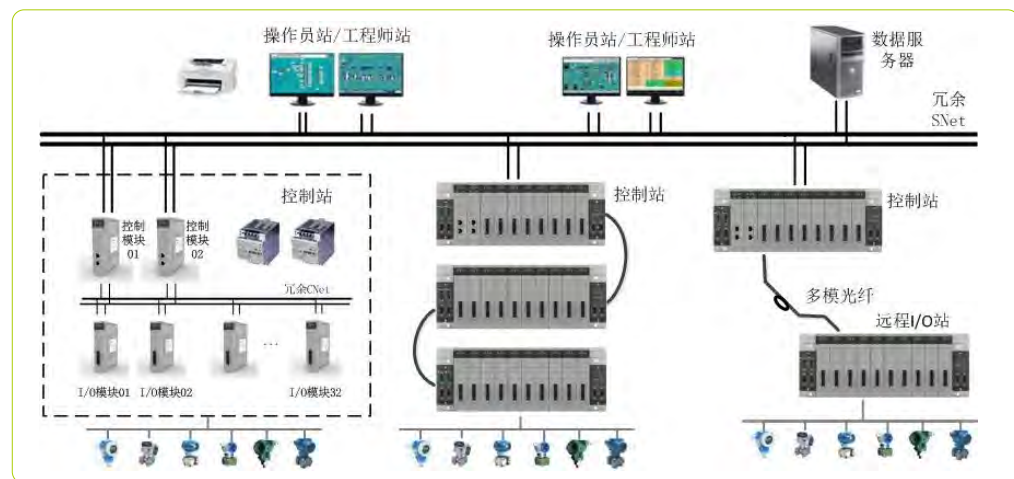 操作员站/工程师站
操作员站/工程师站
数据服
务器
冗余
SNet
控制站
控制
模块
01
控制
模块
02
冗余CNet
I/O模块01
I/O模块02
...
I/O模块32
控制站
控制站
多模光纤
远程I/O站